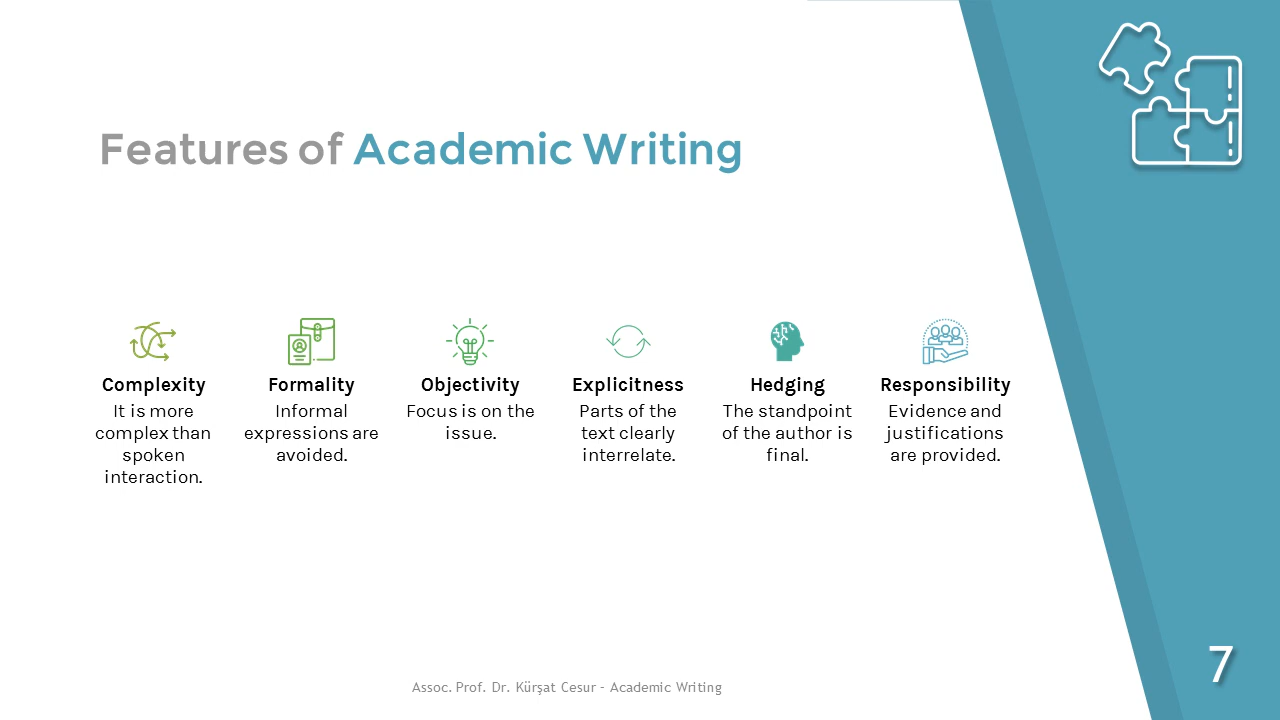 Features of Academic Writing
Complexity
It is more
complex than
spoken
interaction.
Formality
Informal
expressions are
avoided.
Objectivity
Focus is on the
issue.
Explicitness
Parts of the
text clearly
interrelate.
Hedging
The standpoint
of the author is
final.
Responsibility
Evidence and
justifications
are provided.
Assoc. Prof. Dr. Kürşat Cesur - Academic Writing
7